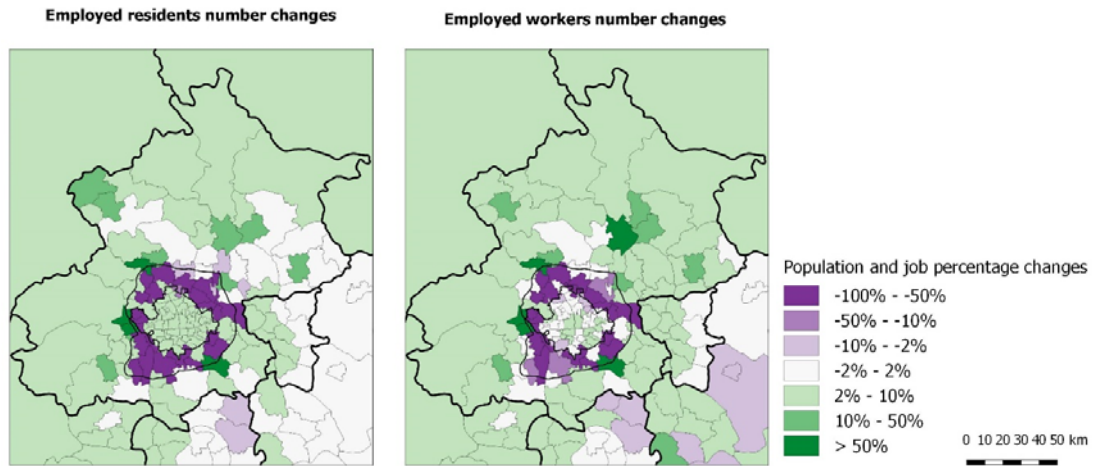 Employed residents number changes
Employed workers number changes
Population and job percentage changes
-100% - -50%
-50% - -10%
-10% - -2%
-2% - 2%
2% - 10%
10% - 50%
> 50%
0 10 20 30 40 50 km